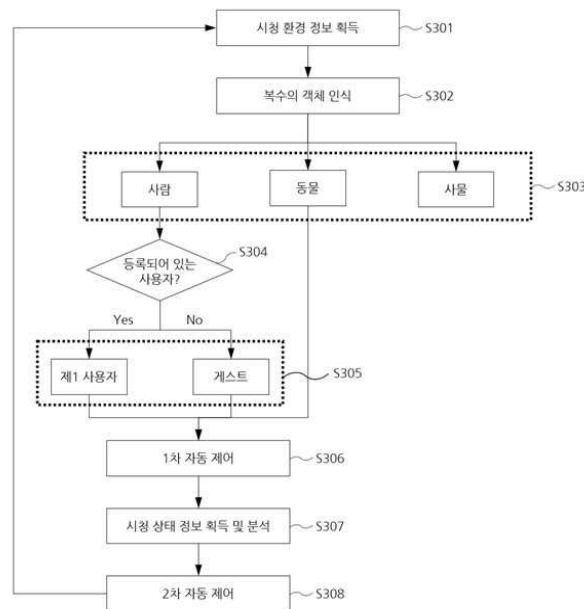 시청 환경 정보 획득
S301
복수의 객체 인식
S302
사람
동물
사물
S303
등록되어 있는
사용자?
S304
Yes
No
제1 사용자
게스트
S305
1차 자동 제어
S306
시청 상태 정보 획득 및 분석
S307
2차 자동 제어
S308